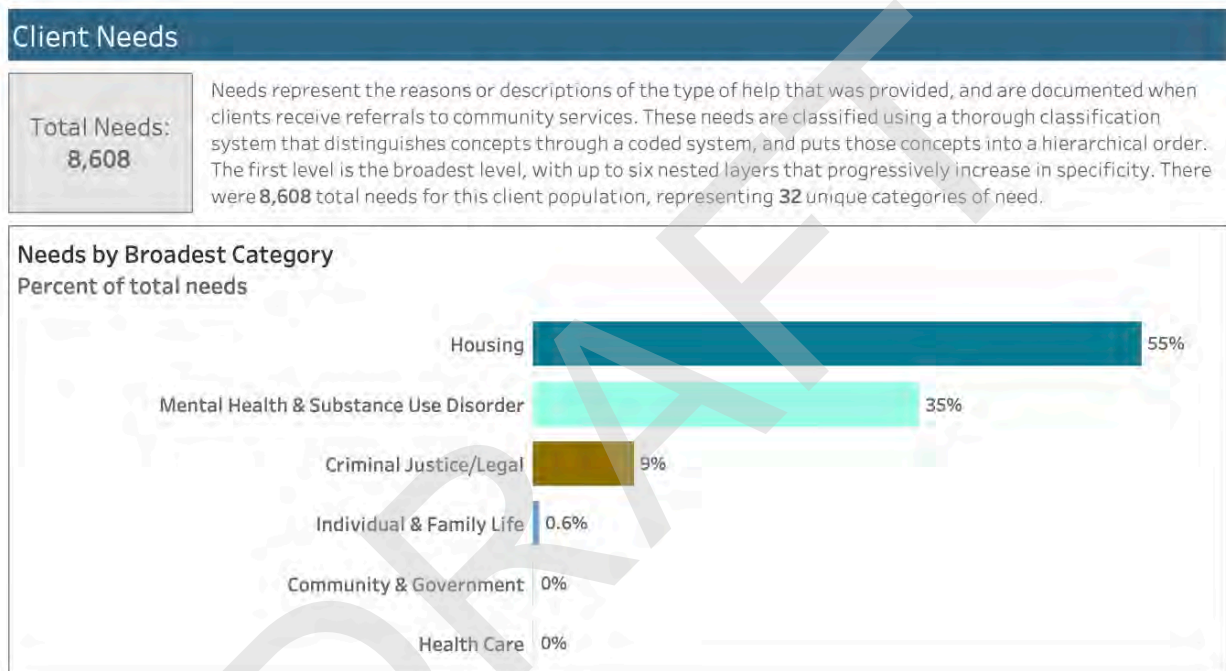 Client Needs
Total Needs:
8,608
Needs represent the reasons or descriptions of the type of help that was provided, and are documented when
clients receive referrals to community services. These needs are classified using a thorough classification
system that distinguishes concepts through a coded system, and puts those concepts into a hierarchical order.
The first level is the broadest level, with up to six nested layers that progressively increase in specificity. There
were 8,608 total needs for this client population, representing 32 unique categories of need.
Needs by Broadest Category
Percent of total needs
Housing 55%
Mental Health & Substance Use Disorder 35%
Criminal Justice/Legal 9%
Individual & Family Life 0.6%
Community & Government 0%
Health Care 0%
DRAFT